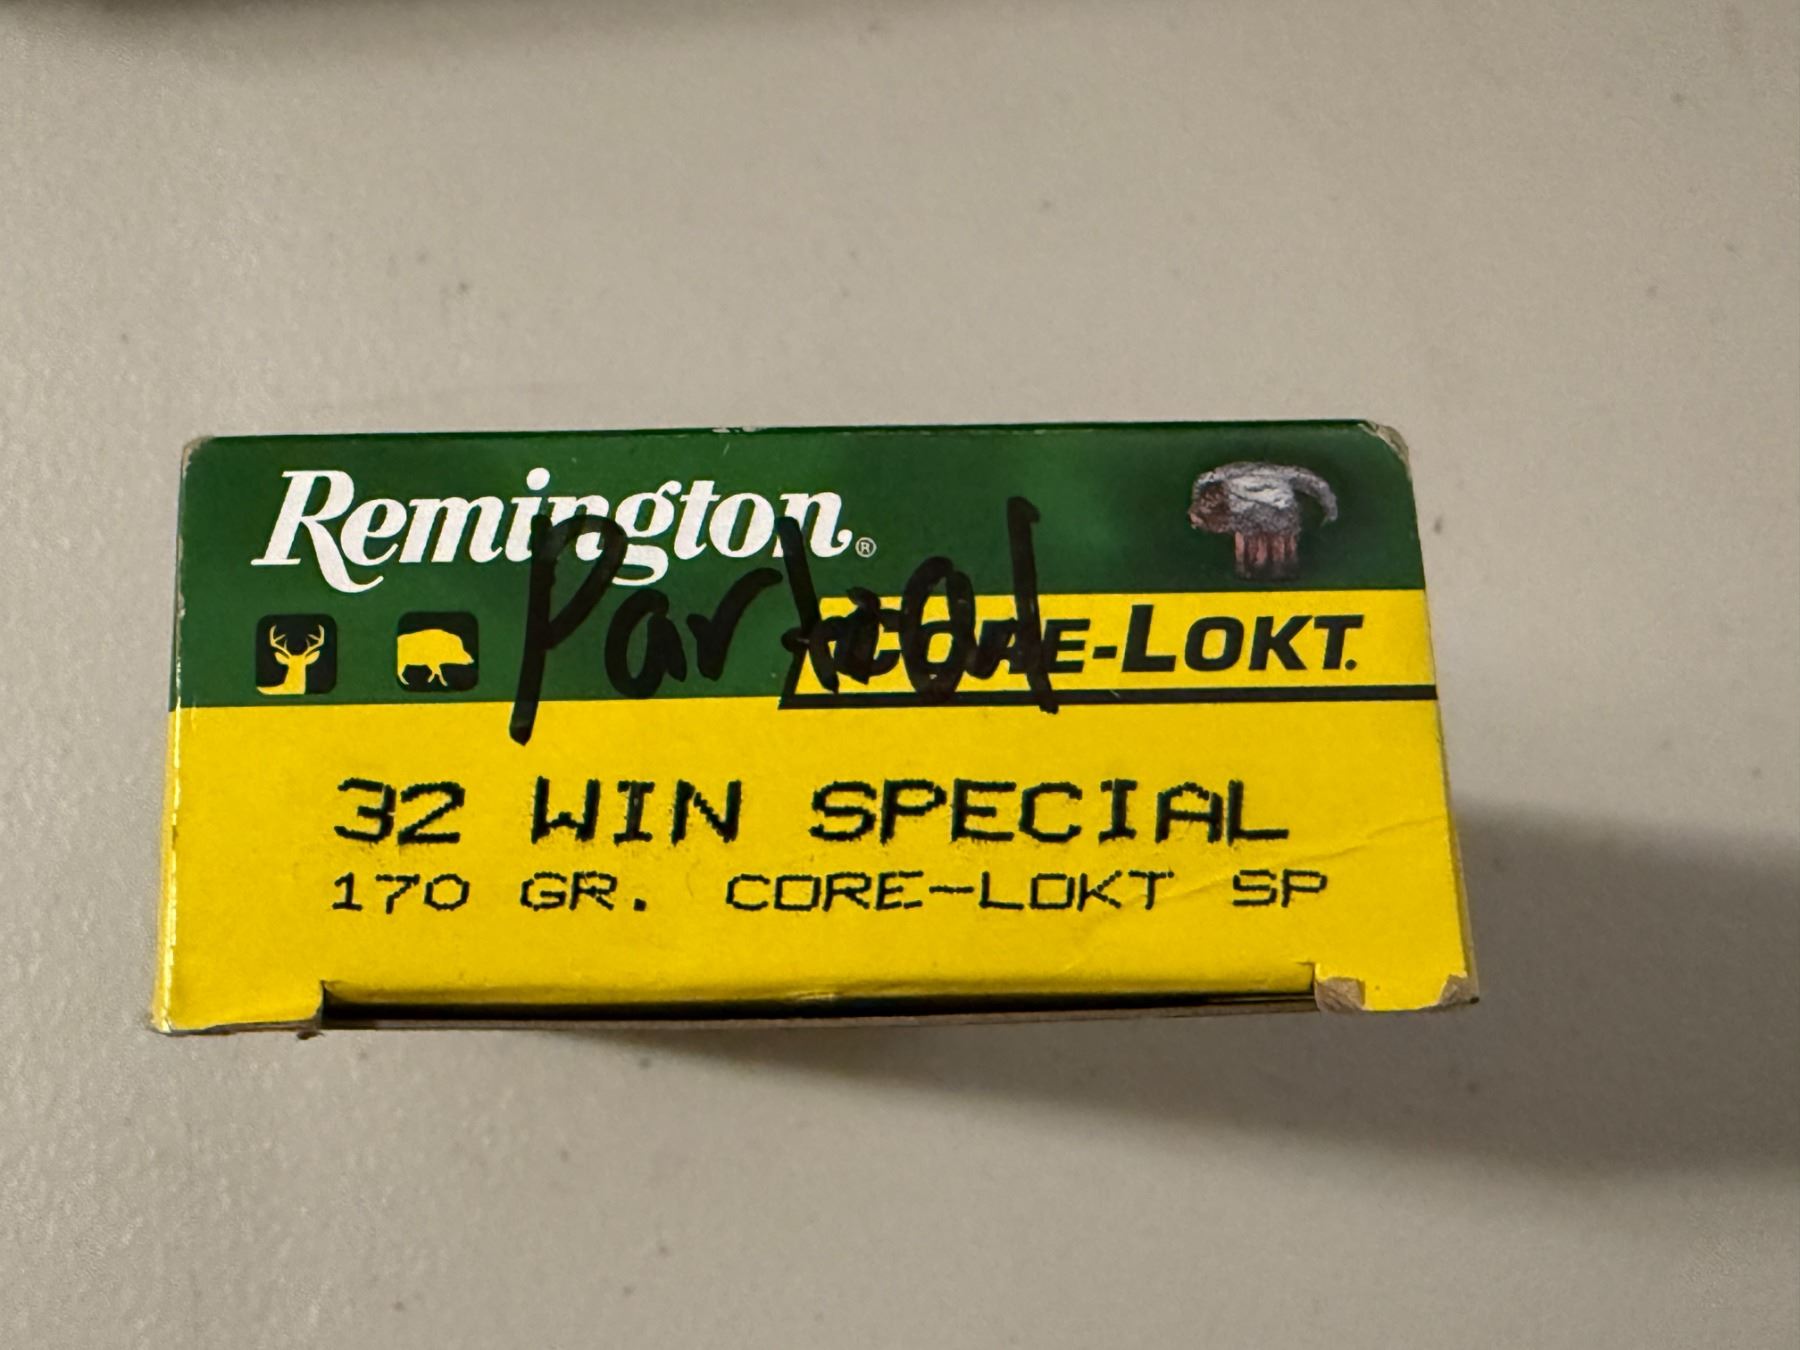 Remington®
Partial
CORE-LOKT.
32 WIN SPECIAL
170 GR. CORE-LOKT SP